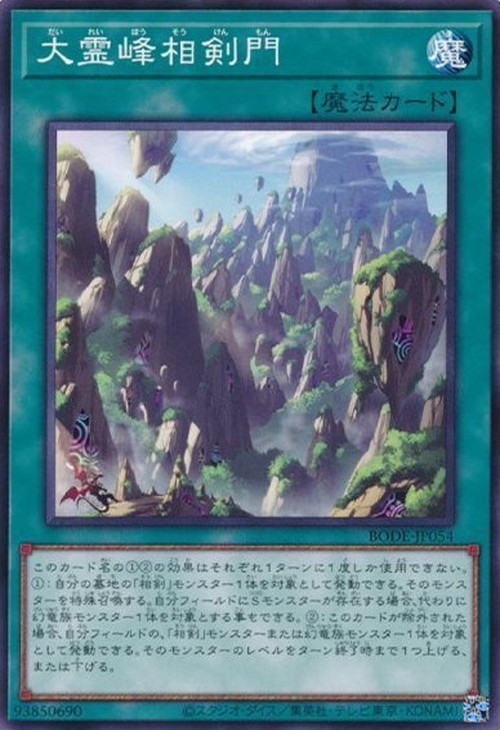 大霊峰相剣門
魔
【魔法カード】
BODE-JP054
このカード名の①②の効果はそれぞれ1ターンに1度しか使用できない。
①：自分の墓地の「相剣」モンスター1体を対象として発動できる。そのモンスター
を特殊召喚する。自分フィールドにSモンスターが存在する場合、代わりに
幻竜族モンスター1体を対象とする事もできる。②：このカードが除外された
場合、自分フィールドの、「相剣」モンスターまたは幻竜族モンスター1体を対象
として発動できる。そのモンスターのレベルをターン終了時まで1つ上げる、
または下げる。
93850690
©スタジオ・ダイス／集英社・テレビ東京・KONAMI